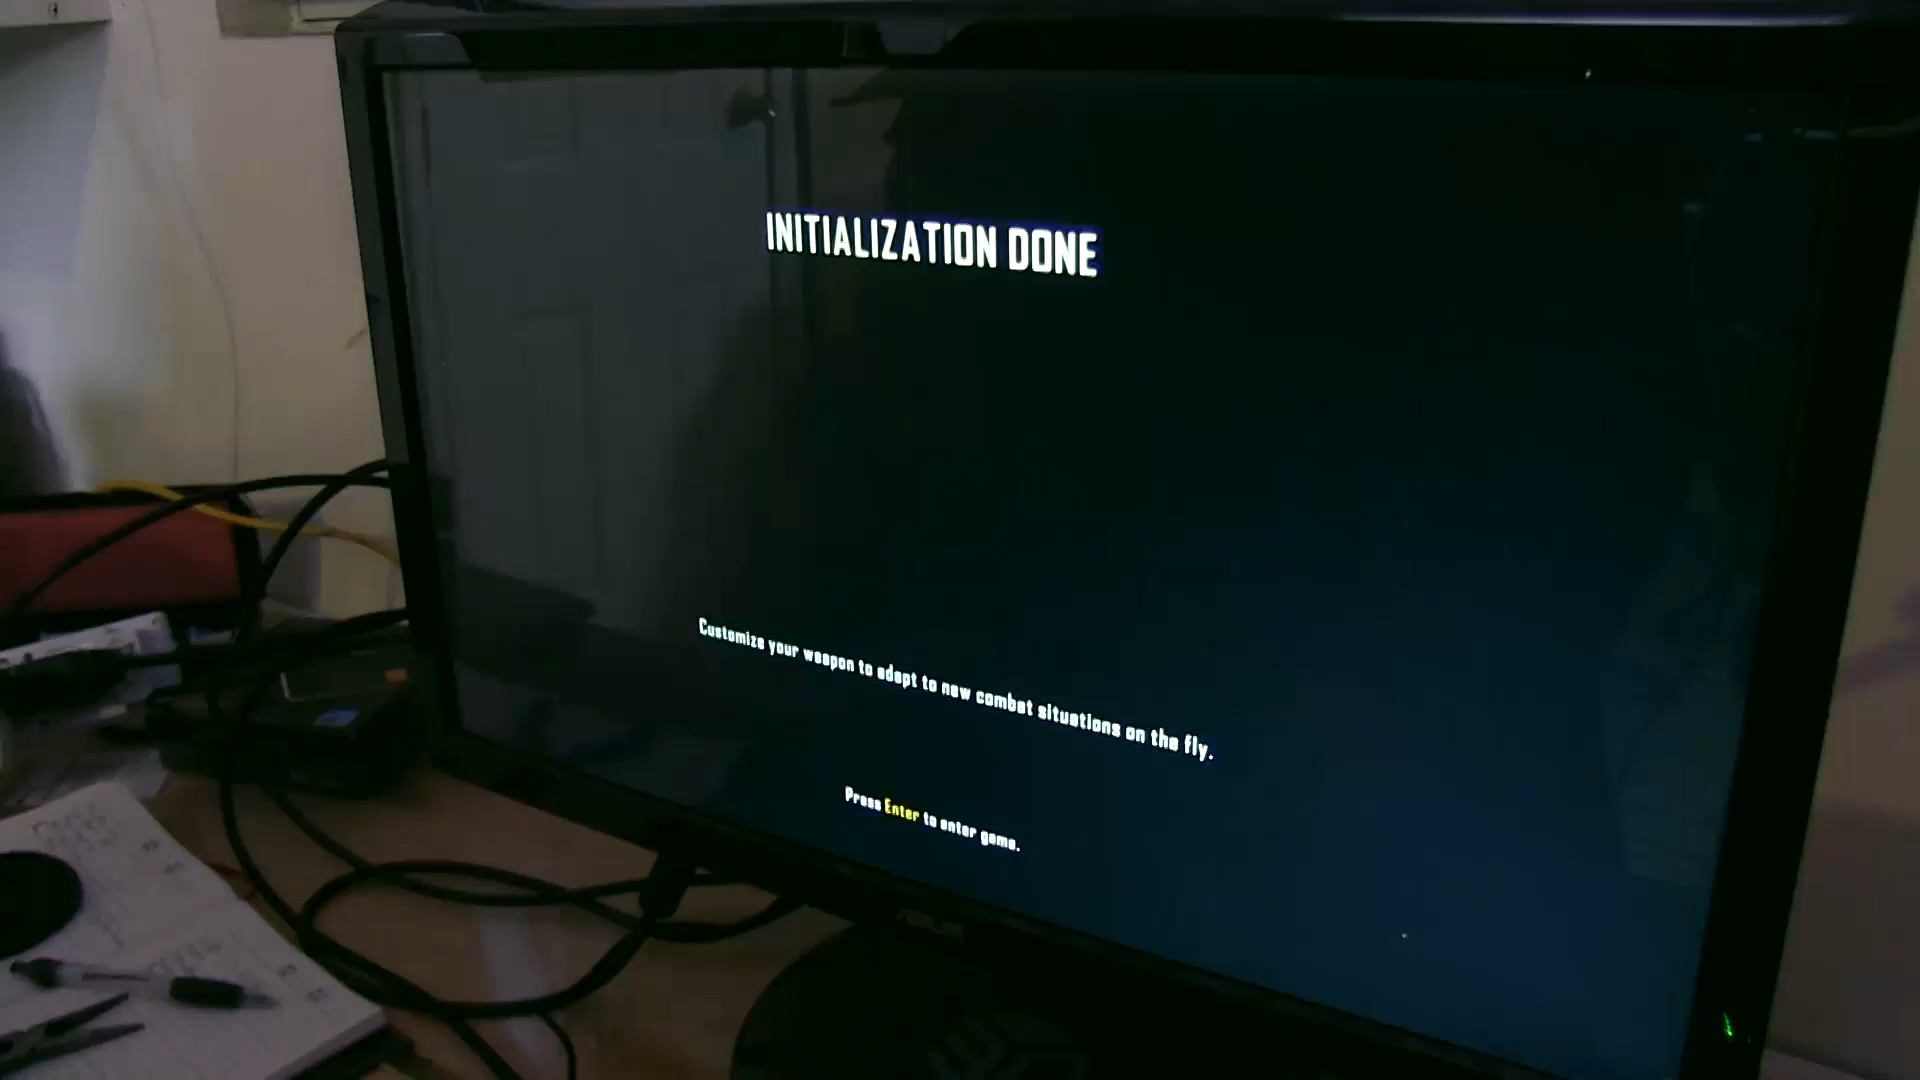 INITIALIZATION DONE
Customize your weapon to adapt to new combat situations on the fly.
Press Enter to enter game.